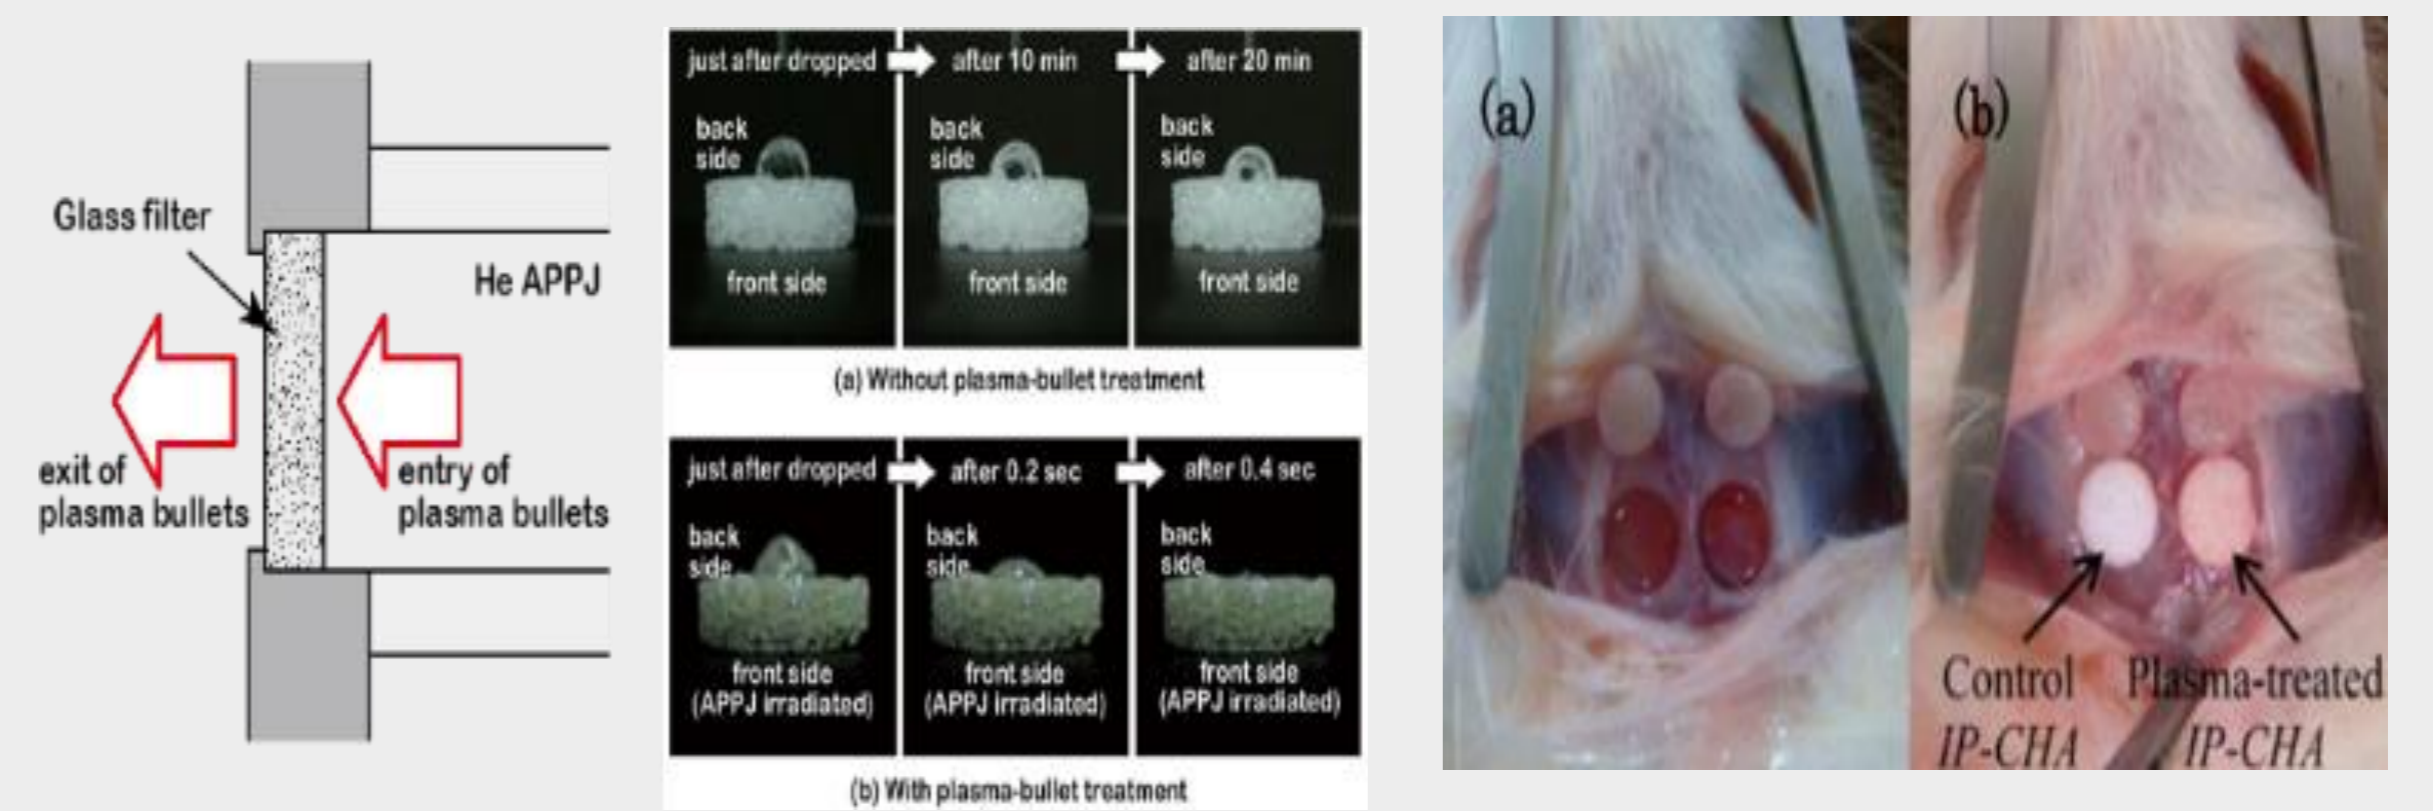 Glass filter
He APPJ
exit of
plasma bullets
entry of
plasma bullets
just after dropped
after 10 min
after 20 min
back
side
back
side
back
side
front side
front side
front side
(a) Without plasma-bullet treatment
just after dropped
after 0.2 sec
after 0.4 sec
back
side
back
side
back
side
front side
(APPJ irradiated)
front side
(APPJ irradiated)
front side
(APPJ irradiated)
(b) With plasma-bullet treatment
(a)
(b)
Control
IP-CHA
Plasma-treated
IP-CHA